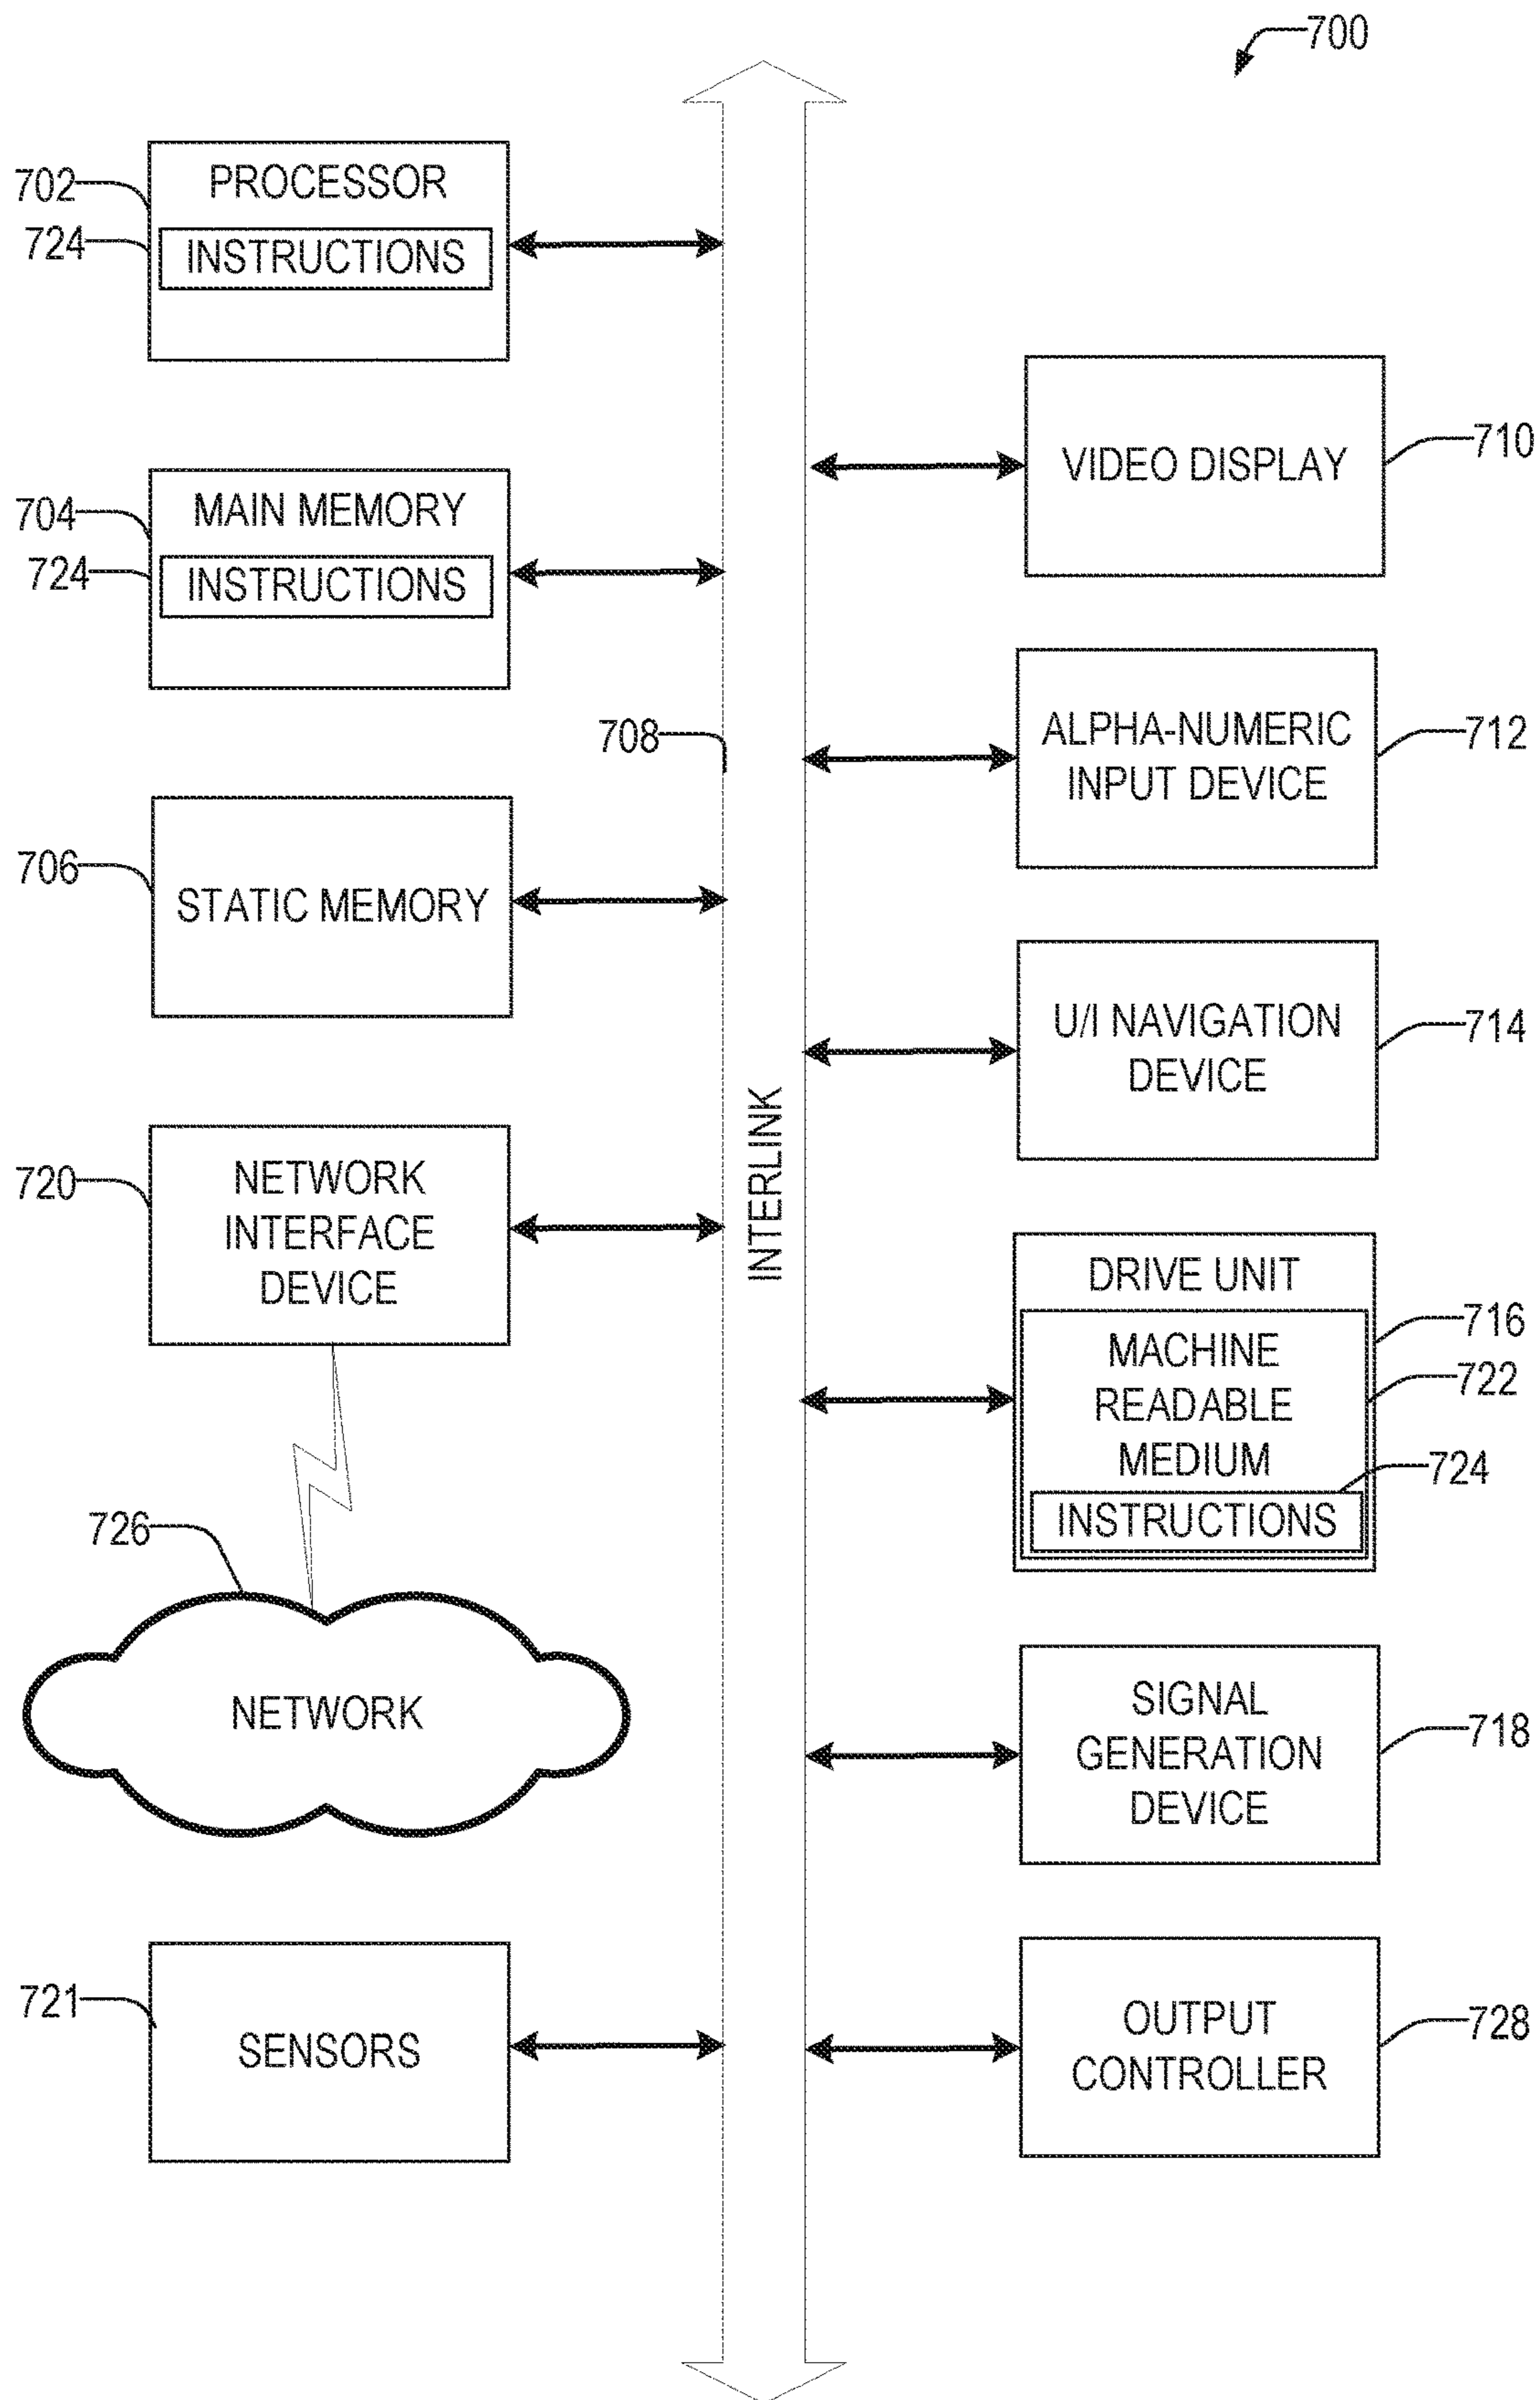 700
702
PROCESSOR
724
INSTRUCTIONS
704
MAIN MEMORY
724
INSTRUCTIONS
708
706
STATIC MEMORY
720
NETWORK
INTERFACE
DEVICE
726
NETWORK
721
SENSORS
INTERLINK
VIDEO DISPLAY
710
ALPHA-NUMERIC
INPUT DEVICE
712
U/I NAVIGATION
DEVICE
714
DRIVE UNIT
716
MACHINE
READABLE
MEDIUM
722
724
INSTRUCTIONS
SIGNAL
GENERATION
DEVICE
718
OUTPUT
CONTROLLER
728